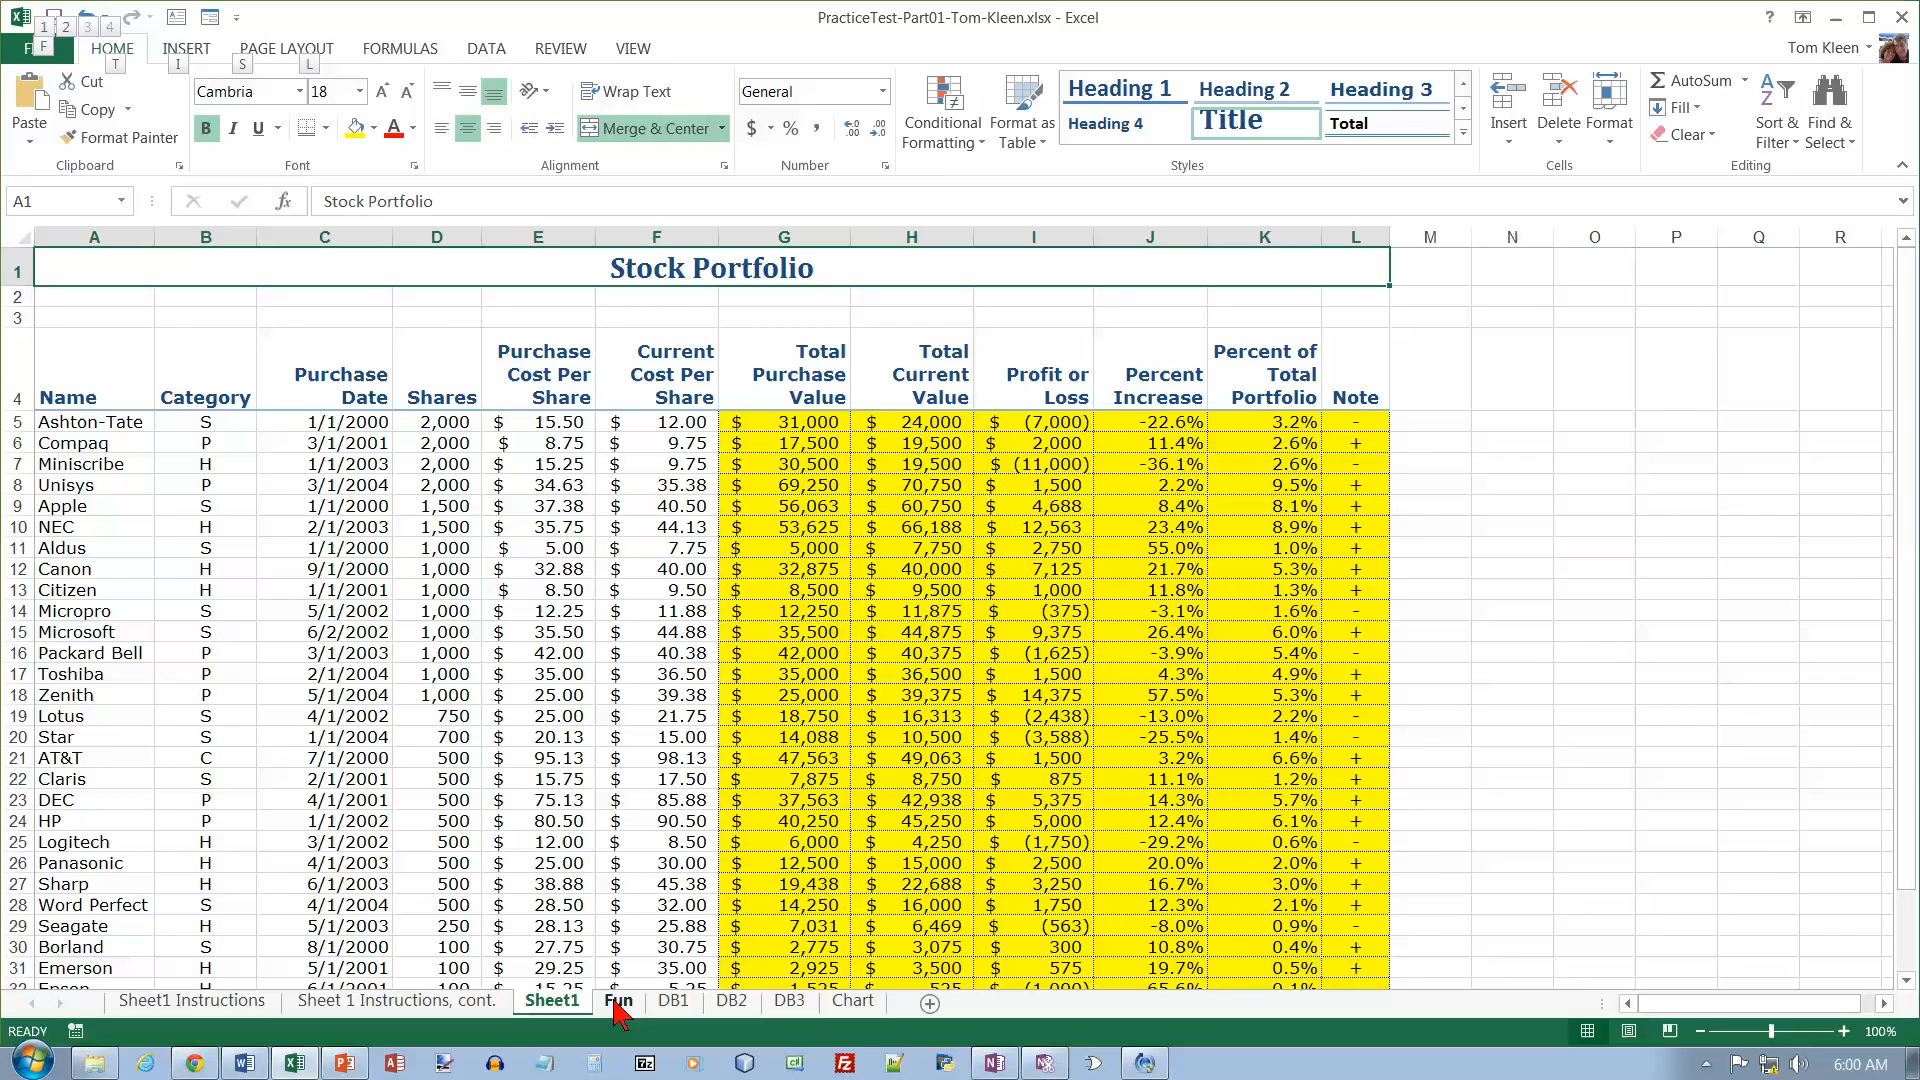 PracticeTest-Part01-Tom-Kleen.xlsx - Excel
1 2 3 4
F HOME INSERT PAGE LAYOUT FORMULAS DATA REVIEW VIEW
Tom Kleen
T I S L
Paste Cut Copy Format Painter
Cambria 18
B I U
Wrap Text
Merge & Center
General
$ % ,
Conditional Formatting Format as Table
Heading 1 Heading 2 Heading 3
Heading 4 Title Total
Insert Delete Format
AutoSum Fill Clear
Sort & Filter Find & Select
Clipboard Font Alignment Number Styles Cells Editing
A1 fx Stock Portfolio
A B C D E F G H I J K L M N O P Q R
1 Stock Portfolio
2
3
4 Name Category Purchase Date Shares Purchase Cost Per Share Current Cost Per Share Total Purchase Value Total Current Value Profit or Loss Percent Increase Percent of Total Portfolio Note
5 Ashton-Tate S 1/1/2000 2,000 $ 15.50 $ 12.00 $ 31,000 $ 24,000 $ (7,000) -22.6% 3.2% -
6 Compaq P 3/1/2001 2,000 $ 8.75 $ 9.75 $ 17,500 $ 19,500 $ 2,000 11.4% 2.6% +
7 Miniscribe H 1/1/2003 2,000 $ 15.25 $ 9.75 $ 30,500 $ 19,500 $ (11,000) -36.1% 2.6% -
8 Unisys P 3/1/2004 2,000 $ 34.63 $ 35.38 $ 69,250 $ 70,750 $ 1,500 2.2% 9.5% +
9 Apple S 1/1/2000 1,500 $ 37.38 $ 40.50 $ 56,063 $ 60,750 $ 4,688 8.4% 8.1% +
10 NEC H 2/1/2003 1,500 $ 35.75 $ 44.13 $ 53,625 $ 66,188 $ 12,563 23.4% 8.9% +
11 Aldus S 1/1/2000 1,000 $ 5.00 $ 7.75 $ 5,000 $ 7,750 $ 2,750 55.0% 1.0% +
12 Canon H 9/1/2000 1,000 $ 32.88 $ 40.00 $ 32,875 $ 40,000 $ 7,125 21.7% 5.3% +
13 Citizen H 1/1/2001 1,000 $ 8.50 $ 9.50 $ 8,500 $ 9,500 $ 1,000 11.8% 1.3% +
14 Micropro S 5/1/2002 1,000 $ 12.25 $ 11.88 $ 12,250 $ 11,875 $ (375) -3.1% 1.6% -
15 Microsoft S 6/2/2002 1,000 $ 35.50 $ 44.88 $ 35,500 $ 44,875 $ 9,375 26.4% 6.0% +
16 Packard Bell P 3/1/2003 1,000 $ 42.00 $ 40.38 $ 42,000 $ 40,375 $ (1,625) -3.9% 5.4% -
17 Toshiba P 2/1/2004 1,000 $ 35.00 $ 36.50 $ 35,000 $ 36,500 $ 1,500 4.3% 4.9% +
18 Zenith P 5/1/2004 1,000 $ 25.00 $ 39.38 $ 25,000 $ 39,375 $ 14,375 57.5% 5.3% +
19 Lotus S 4/1/2002 750 $ 25.00 $ 21.75 $ 18,750 $ 16,313 $ (2,438) -13.0% 2.2% -
20 Star S 1/1/2004 700 $ 20.13 $ 15.00 $ 14,088 $ 10,500 $ (3,588) -25.5% 1.4% -
21 AT&T C 7/1/2000 500 $ 95.13 $ 98.13 $ 47,563 $ 49,063 $ 1,500 3.2% 6.6% +
22 Claris S 2/1/2001 500 $ 15.75 $ 17.50 $ 7,875 $ 8,750 $ 875 11.1% 1.2% +
23 DEC P 4/1/2001 500 $ 75.13 $ 85.88 $ 37,563 $ 42,938 $ 5,375 14.3% 5.7% +
24 HP P 1/1/2002 500 $ 80.50 $ 90.50 $ 40,250 $ 45,250 $ 5,000 12.4% 6.1% +
25 Logitech H 3/1/2002 500 $ 12.00 $ 8.50 $ 6,000 $ 4,250 $ (1,750) -29.2% 0.6% -
26 Panasonic H 4/1/2003 500 $ 25.00 $ 30.00 $ 12,500 $ 15,000 $ 2,500 20.0% 2.0% +
27 Sharp H 6/1/2003 500 $ 38.88 $ 45.38 $ 19,438 $ 22,688 $ 3,250 16.7% 3.0% +
28 Word Perfect S 4/1/2004 500 $ 28.50 $ 32.00 $ 14,250 $ 16,000 $ 1,750 12.3% 2.1% +
29 Seagate H 5/1/2003 250 $ 28.13 $ 25.88 $ 7,031 $ 6,469 $ (563) -8.0% 0.9% -
30 Borland S 8/1/2000 100 $ 27.75 $ 30.75 $ 2,775 $ 3,075 $ 300 10.8% 0.4% +
31 Emerson H 5/1/2001 100 $ 29.25 $ 35.00 $ 2,925 $ 3,500 $ 575 19.7% 0.5% +
Sheet1 Instructions Sheet 1 Instructions, cont. Sheet1 Fun DB1 DB2 DB3 Chart
READY 100%
6:00 AM